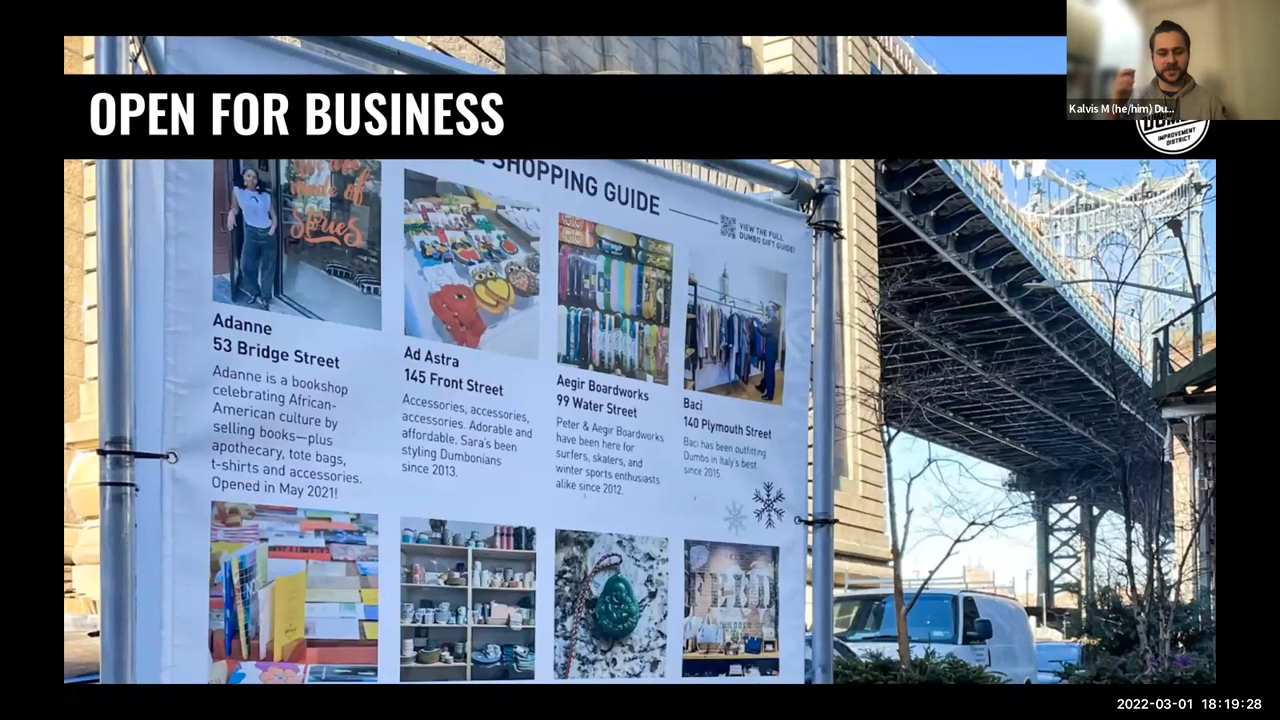 OPEN FOR BUSINESS
Kalvis M (he/him) Du...
IMPROVEMENT
DISTRICT
SHOPPING GUIDE
VIEW THE FULL
DUMBO GIFT GUIDE!
made of
Stories
Adanne
53 Bridge Street
Adanne is a bookshop
celebrating African-
American culture by
selling books—plus
apothecary, tote bags,
t-shirts and accessories.
Opened in May 2021!
Ad Astra
145 Front Street
Accessories, accessories,
accessories. Adorable and
affordable. Sara's been
styling Dumbonians
since 2013.
Aegir Boardworks
99 Water Street
Peter & Aegir Boardworks
have been here for
surfers, skaters, and
winter sports enthusiasts
alike since 2012.
Baci
140 Plymouth Street
Baci has been outfitting
Dumbo in Italy's best
since 2015.
2022-03-01 18:19:28